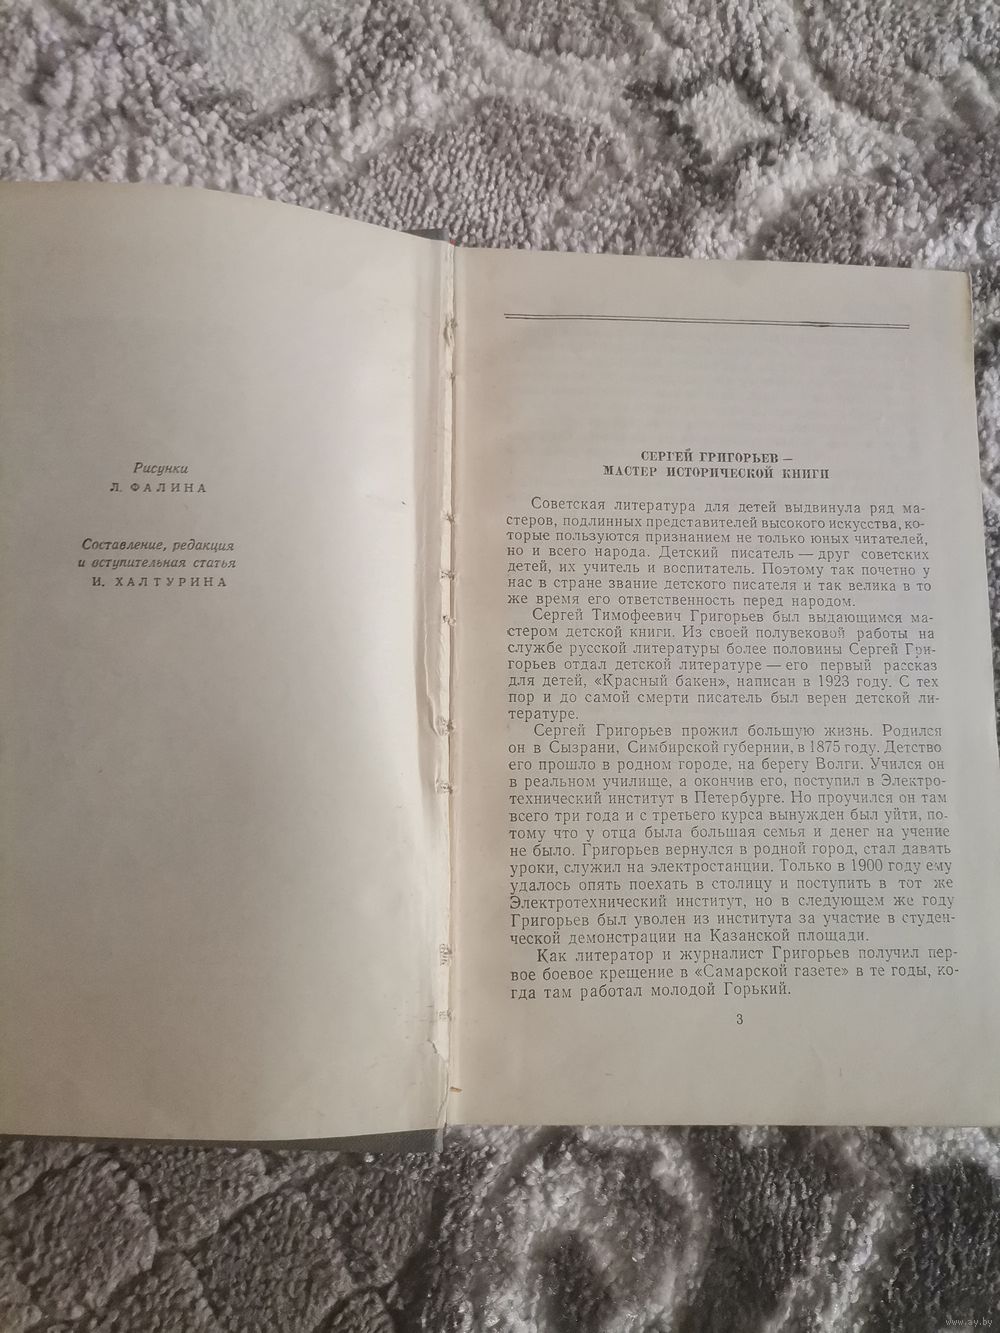 Рисунки
Л. ФАЛИНА
Составление, редакция
и вступительная статья
И. ХАЛТУРИНА
СЕРГЕЙ ГРИГОРЬЕВ —
МАСТЕР ИСТОРИЧЕСКОЙ КНИГИ
Советская литература для детей выдвинула ряд ма-
стеров, подлинных представителей высокого искусства, ко-
торые пользуются признанием не только юных читателей,
но и всего народа. Детский писатель — друг советских
детей, их учитель и воспитатель. Поэтому так почетно у
нас в стране звание детского писателя и так велика в то
же время его ответственность перед народом.
Сергей Тимофеевич Григорьев был выдающимся ма-
стером детской книги. Из своей полувековой работы на
службе русской литературы более половины Сергей Гри-
горьев отдал детской литературе — его первый рассказ
для детей, «Красный бакен», написан в 1923 году. С тех
пор и до самой смерти писатель был верен детской ли-
тературе.
Сергей Григорьев прожил большую жизнь. Родился
он в Сызрани, Симбирской губернии, в 1875 году. Детство
его прошло в родном городе, на берегу Волги. Учился он
в реальном училище, а окончив его, поступил в Электро-
технический институт в Петербурге. Но проучился он там
всего три года и с третьего курса вынужден был уйти, по-
тому что у отца была большая семья и денег на учение
не было. Григорьев вернулся в родной город, стал давать
уроки, служил на электростанции. Только в 1900 году ему
удалось опять поехать в столицу и поступить в тот же
Электротехнический институт, но в следующем же году
Григорьев был уволен из института за участие в студен-
ческой демонстрации на Казанской площади.
Как литератор и журналист Григорьев получил пер-
вое боевое крещение в «Самарской газете» в те годы, ко-
гда там работал молодой Горький.
3
www.ay.by